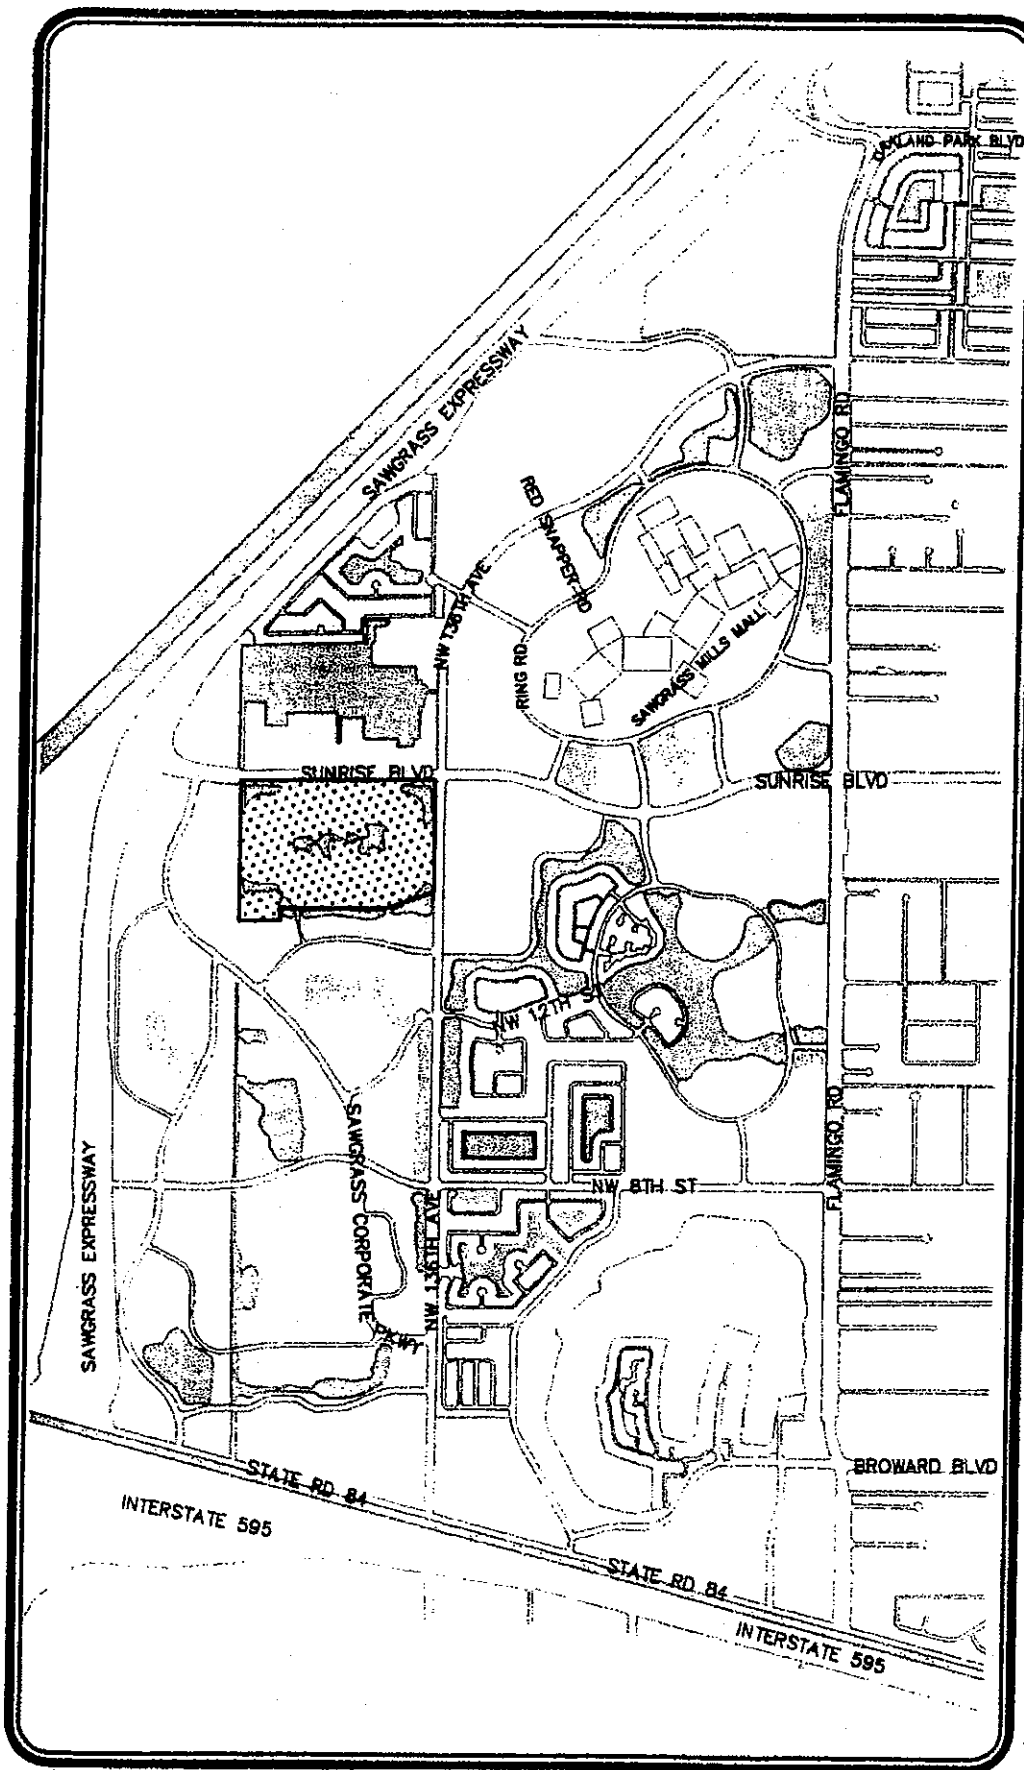 OAKLAND PARK BLVD
SAWGRASS EXPRESSWAY
FLAMINGO RD
RED SNAPPER RD
NW 136TH AVE
RING RD
SAWGRASS MILLS MALL
SUNRISE BLVD
SUNRISE BLVD
NW 12TH ST
SAWGRASS CORPORATE PKWY
FLAMINGO RD
SAWGRASS EXPRESSWAY
NW 8TH ST
NW 136TH AVE
BROWARD BLVD
STATE RD 84
INTERSTATE 595
STATE RD 84
INTERSTATE 595